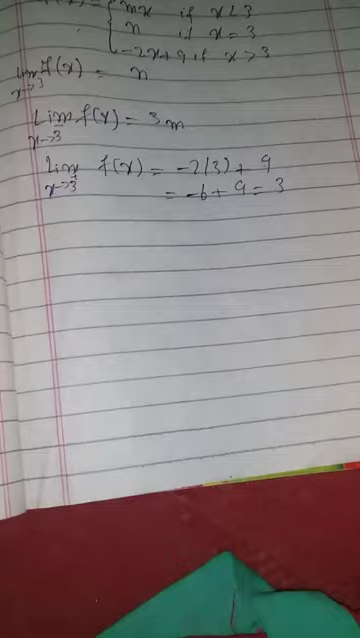 mx if x < 3
n if x = 3
-2x+9 if x > 3
lim f(x) = n
x→3
Lim f(x) = 3m
x→3⁻
Lim f(x) = -2(3) + 9
x→3⁺
= -6 + 9 = 3